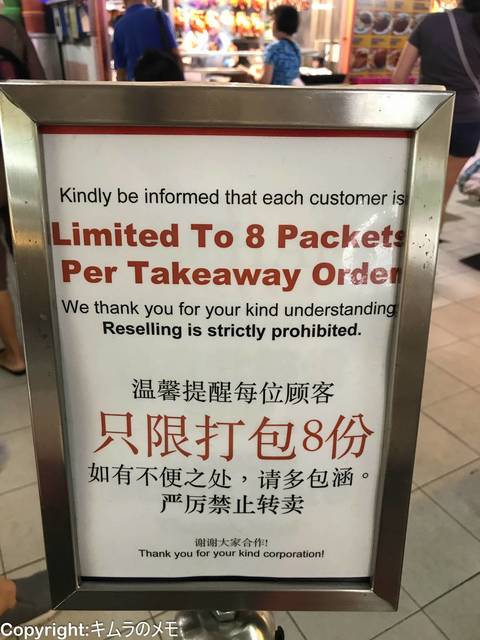 Kindly be informed that each customer is
Limited To 8 Packets
Per Takeaway Order
We thank you for your kind understanding
Reselling is strictly prohibited.
温馨提醒每位顾客
只限打包8份
如有不便之处，请多包涵。
严厉禁止转卖
谢谢大家合作!
Thank you for your kind corporation!
Copyright:キムラのメモ